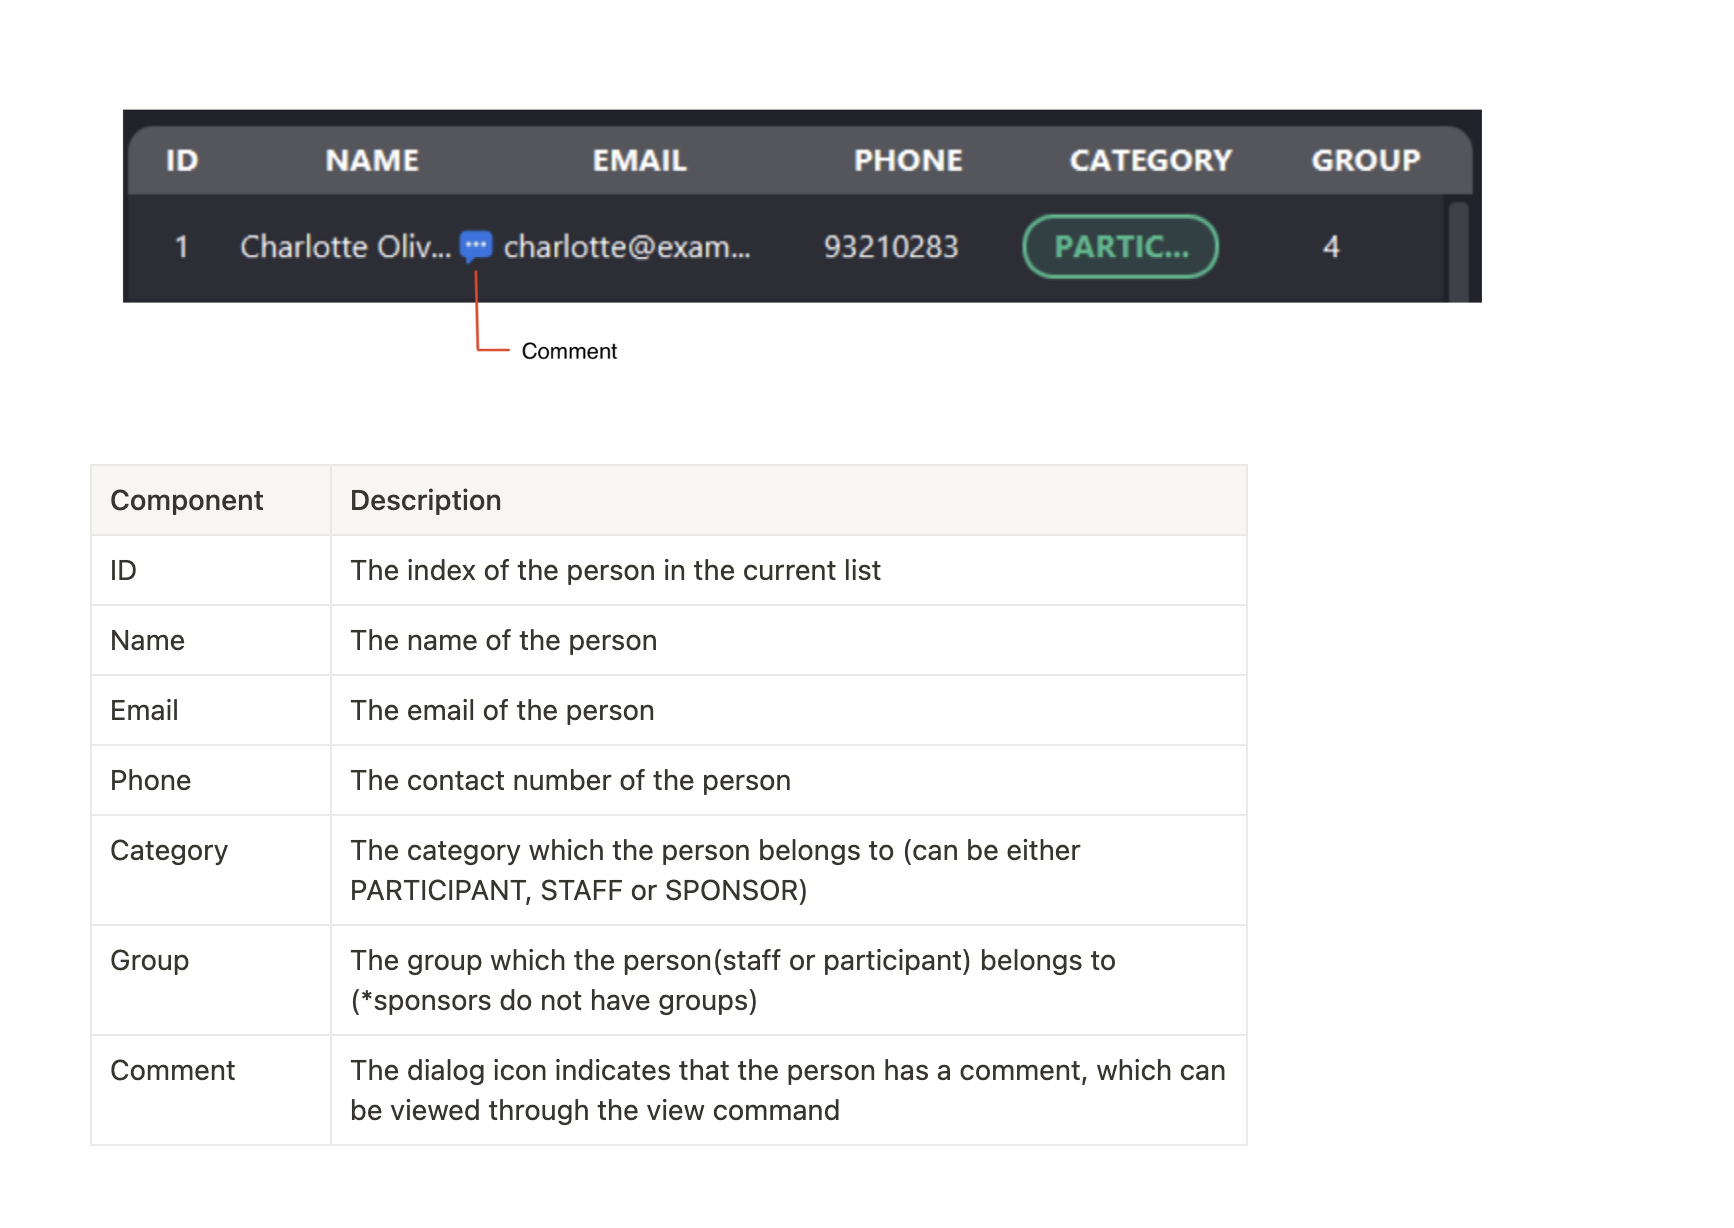 ID NAME EMAIL PHONE CATEGORY GROUP
1 Charlotte Oliv... charlotte@exam... 93210283 PARTIC... 4
Comment
Component Description
ID The index of the person in the current list
Name The name of the person
Email The email of the person
Phone The contact number of the person
Category The category which the person belongs to (can be either
PARTICIPANT, STAFF or SPONSOR)
Group The group which the person(staff or participant) belongs to
(*sponsors do not have groups)
Comment The dialog icon indicates that the person has a comment, which can
be viewed through the view command